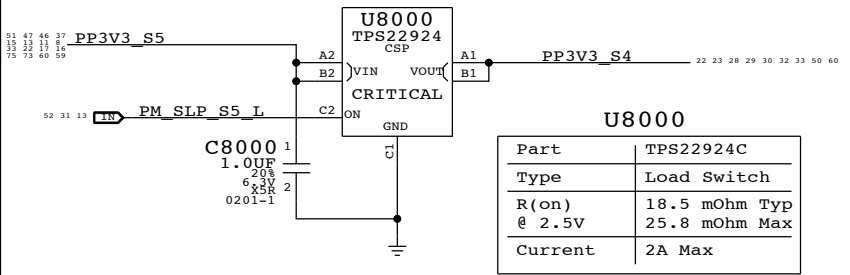 U8000
TPS22924
CSP
51 47 46 37
15 13 11 8
33 22 17 16
75 73 60 59
PP3V3_S5
A2
A1
PP3V3_S4
22 23 28 29 30 32 33 50 60
B2
VIN
VOUT
B1
CRITICAL
52 31 13
IN
PM_SLP_S5_L
C2
ON
GND
C1
C8000
1
1.0UF
20%
6.3V
X5R
0201-1
2
U8000
Part TPS22924C
Type Load Switch
R(on) 18.5 mOhm Typ
@ 2.5V 25.8 mOhm Max
Current 2A Max